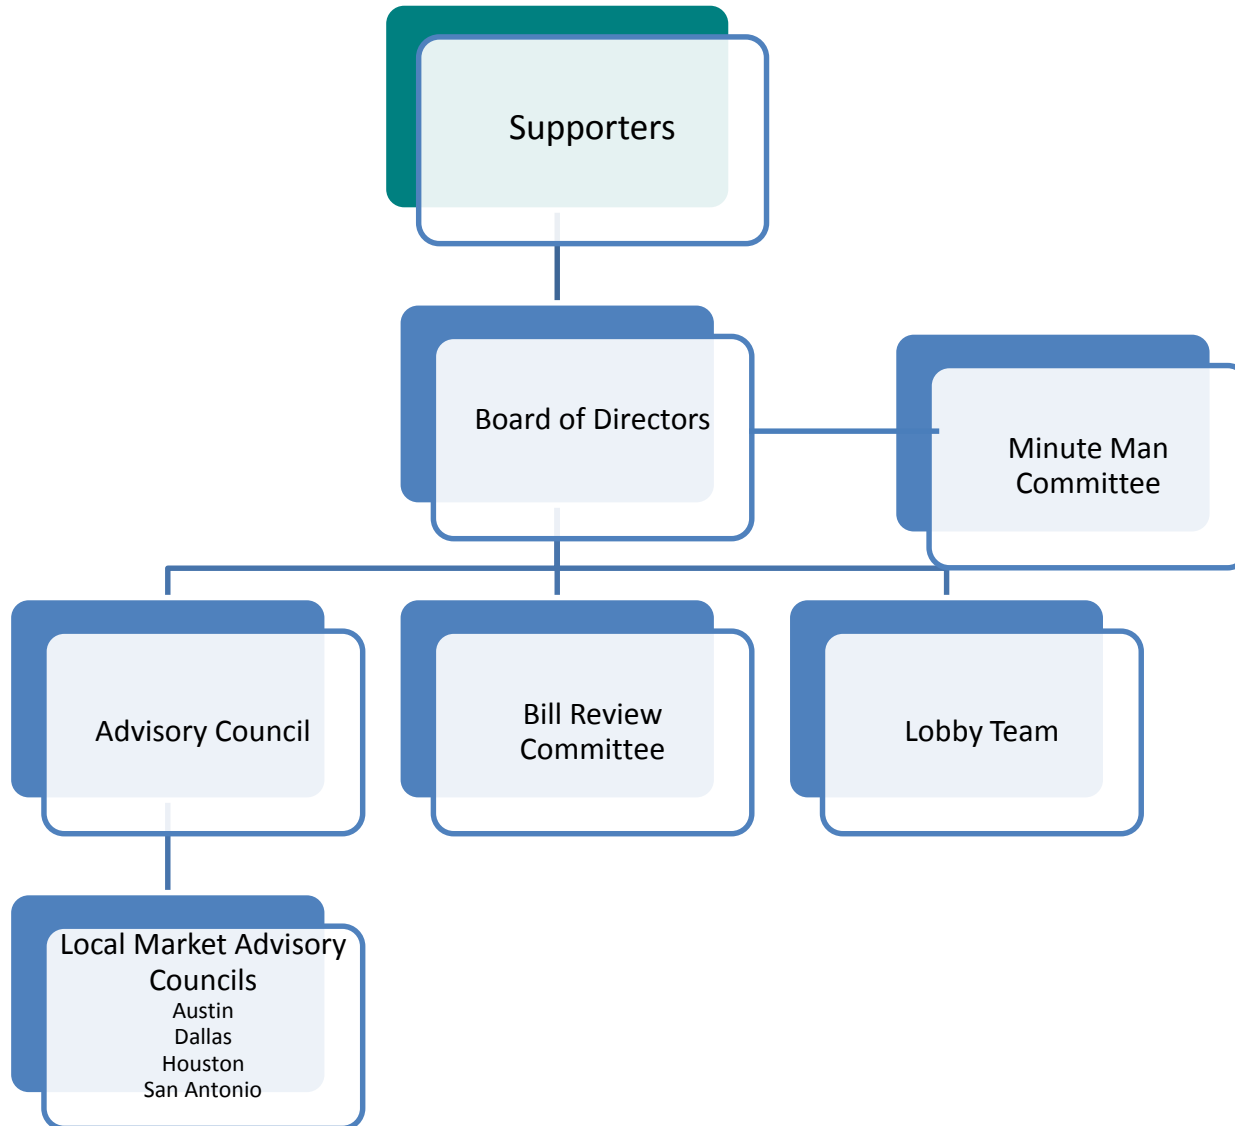 Supporters
Board of Directors
Minute Man
Committee
Advisory Council
Bill Review
Committee
Lobby Team
Local Market Advisory
Councils
Austin
Dallas
Houston
San Antonio